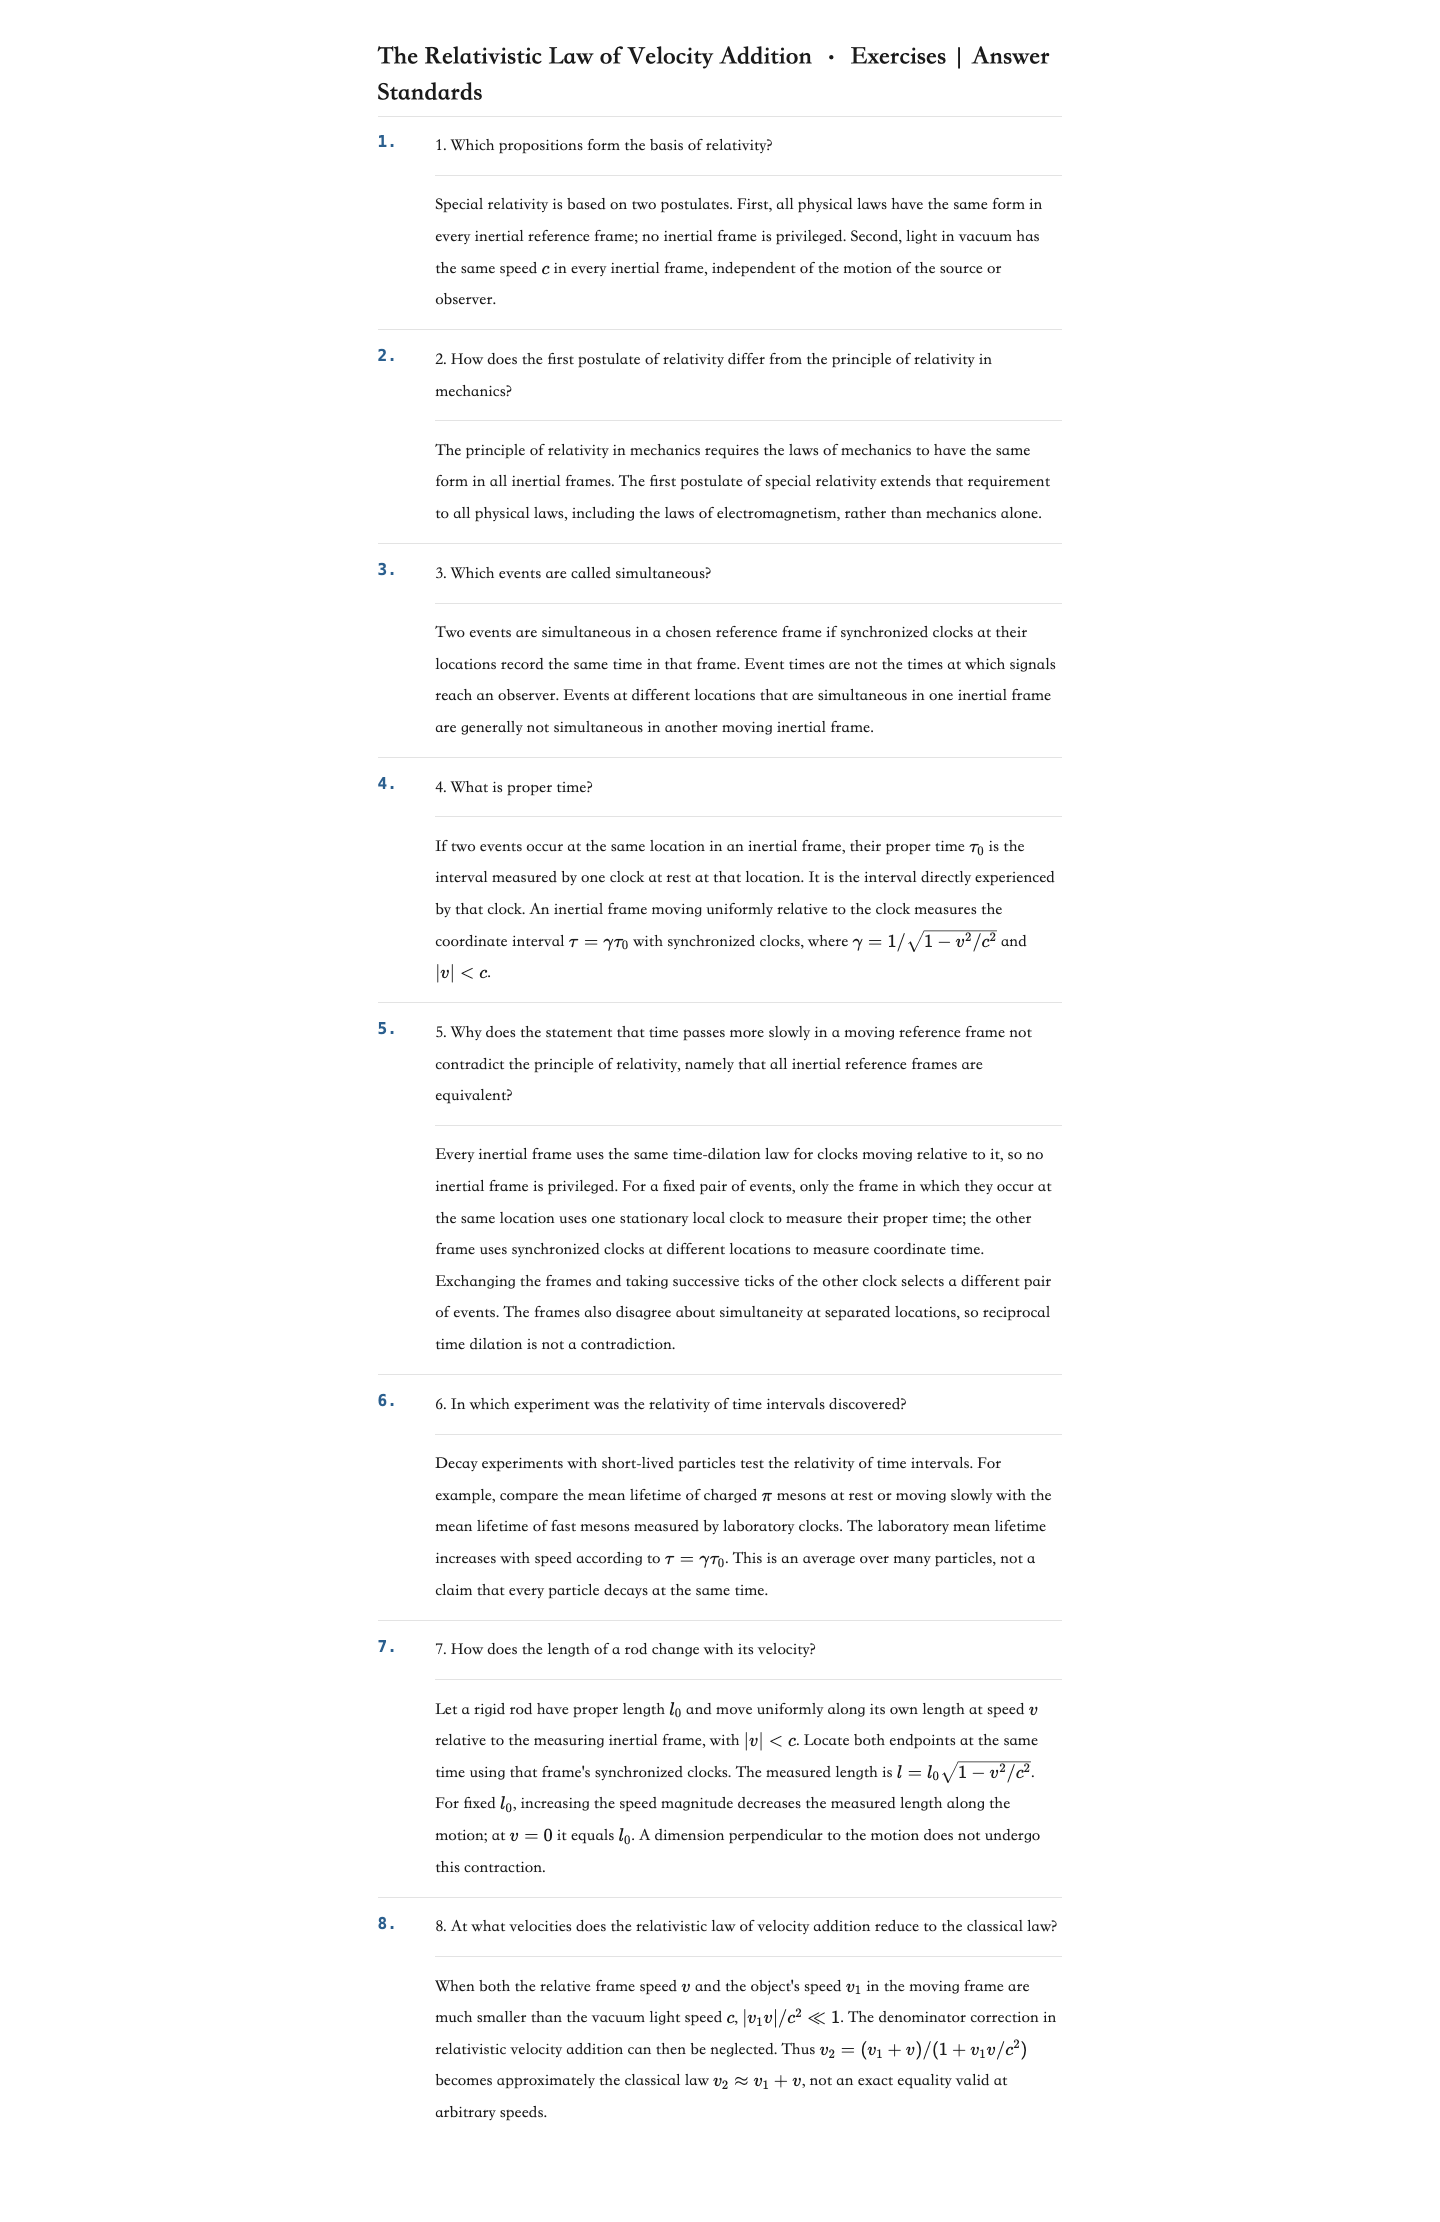 The Relativistic Law of Velocity Addition · Exercises | Answer
Standards
1.
1. Which propositions form the basis of relativity?
Special relativity is based on two postulates. First, all physical laws have the same form in
every inertial reference frame; no inertial frame is privileged. Second, light in vacuum has
the same speed c in every inertial frame, independent of the motion of the source or
observer.
2.
2. How does the first postulate of relativity differ from the principle of relativity in
mechanics?
The principle of relativity in mechanics requires the laws of mechanics to have the same
form in all inertial frames. The first postulate of special relativity extends that requirement
to all physical laws, including the laws of electromagnetism, rather than mechanics alone.
3.
3. Which events are called simultaneous?
Two events are simultaneous in a chosen reference frame if synchronized clocks at their
locations record the same time in that frame. Event times are not the times at which signals
reach an observer. Events at different locations that are simultaneous in one inertial frame
are generally not simultaneous in another moving inertial frame.
4.
4. What is proper time?
If two events occur at the same location in an inertial frame, their proper time τ₀ is the
interval measured by one clock at rest at that location. It is the interval directly experienced
by that clock. An inertial frame moving uniformly relative to the clock measures the
coordinate interval τ = γτ₀ with synchronized clocks, where γ = 1/√(1 − v²/c²) and
|v| < c.
5.
5. Why does the statement that time passes more slowly in a moving reference frame not
contradict the principle of relativity, namely that all inertial reference frames are
equivalent?
Every inertial frame uses the same time-dilation law for clocks moving relative to it, so no
inertial frame is privileged. For a fixed pair of events, only the frame in which they occur at
the same location uses one stationary local clock to measure their proper time; the other
frame uses synchronized clocks at different locations to measure coordinate time.
Exchanging the frames and taking successive ticks of the other clock selects a different pair
of events. The frames also disagree about simultaneity at separated locations, so reciprocal
time dilation is not a contradiction.
6.
6. In which experiment was the relativity of time intervals discovered?
Decay experiments with short-lived particles test the relativity of time intervals. For
example, compare the mean lifetime of charged π mesons at rest or moving slowly with the
mean lifetime of fast mesons measured by laboratory clocks. The laboratory mean lifetime
increases with speed according to τ = γτ₀. This is an average over many particles, not a
claim that every particle decays at the same time.
7.
7. How does the length of a rod change with its velocity?
Let a rigid rod have proper length l₀ and move uniformly along its own length at speed v
relative to the measuring inertial frame, with |v| < c. Locate both endpoints at the same
time using that frame's synchronized clocks. The measured length is l = l₀√(1 − v²/c²).
For fixed l₀, increasing the speed magnitude decreases the measured length along the
motion; at v = 0 it equals l₀. A dimension perpendicular to the motion does not undergo
this contraction.
8.
8. At what velocities does the relativistic law of velocity addition reduce to the classical law?
When both the relative frame speed v and the object's speed v₁ in the moving frame are
much smaller than the vacuum light speed c, |v₁v|/c² ≪ 1. The denominator correction in
relativistic velocity addition can then be neglected. Thus v₂ = (v₁ + v)/(1 + v₁v/c²)
becomes approximately the classical law v₂ ≈ v₁ + v, not an exact equality valid at
arbitrary speeds.